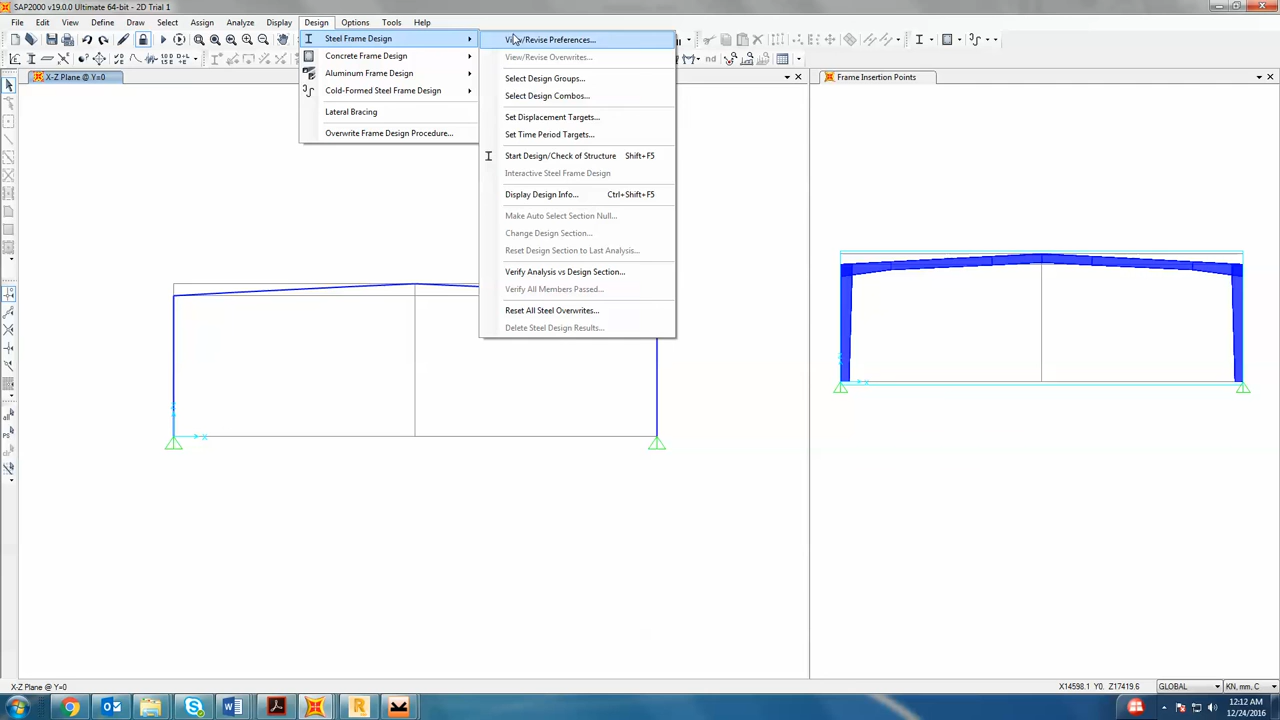 SAP2000 v19.0.0 Ultimate 64-bit - 2D Trial 1
File Edit View Define Draw Select Assign Analyze Display Design Options Tools Help
X-Z Plane @ Y=0
Frame Insertion Points
Steel Frame Design
Concrete Frame Design
Aluminum Frame Design
Cold-Formed Steel Frame Design
Lateral Bracing
Overwrite Frame Design Procedure...
View/Revise Preferences...
View/Revise Overwrites...
Select Design Groups...
Select Design Combos...
Set Displacement Targets...
Set Time Period Targets...
Start Design/Check of Structure Shift+F5
Interactive Steel Frame Design
Display Design Info... Ctrl+Shift+F5
Make Auto Select Section Null...
Change Design Section...
Reset Design Section to Last Analysis...
Verify Analysis vs Design Section...
Verify All Members Passed...
Reset All Steel Overwrites...
Delete Steel Design Results...
nd
X
X-Z Plane @ Y=0
X14598.1 Y0. Z17419.6
GLOBAL
KN, mm, C
12:12 AM
12/24/2016